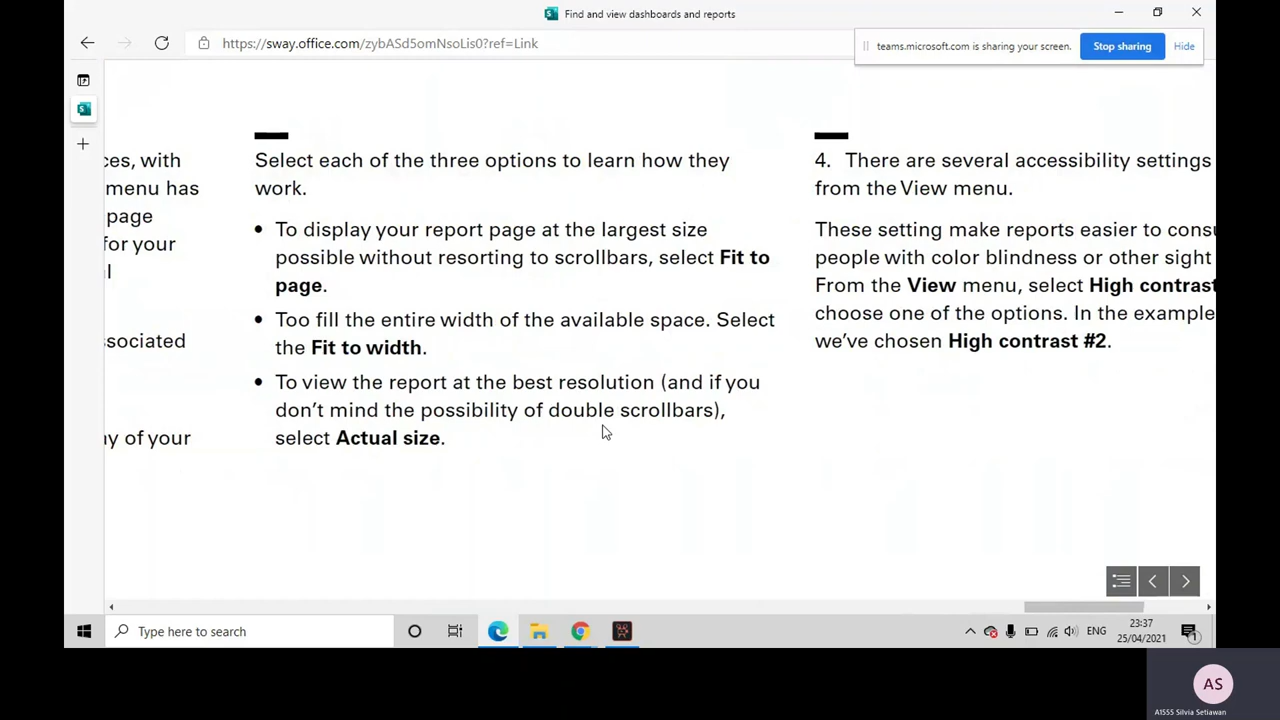 Find and view dashboards and reports
https://sway.office.com/zybASd5omNsoLis0?ref=Link
teams.microsoft.com is sharing your screen.
Stop sharing
Hide
ces, with
menu has
page
for your
l
ssociated
ny of your
Select each of the three options to learn how they
work.
• To display your report page at the largest size
possible without resorting to scrollbars, select Fit to
page.
• Too fill the entire width of the available space. Select
the Fit to width.
• To view the report at the best resolution (and if you
don't mind the possibility of double scrollbars),
select Actual size.
4. There are several accessibility settings
from the View menu.
These setting make reports easier to consu
people with color blindness or other sight
From the View menu, select High contrast
choose one of the options. In the example
we've chosen High contrast #2.
Type here to search
ENG
23:37
25/04/2021
1
AS
A1555 Silvia Setiawan